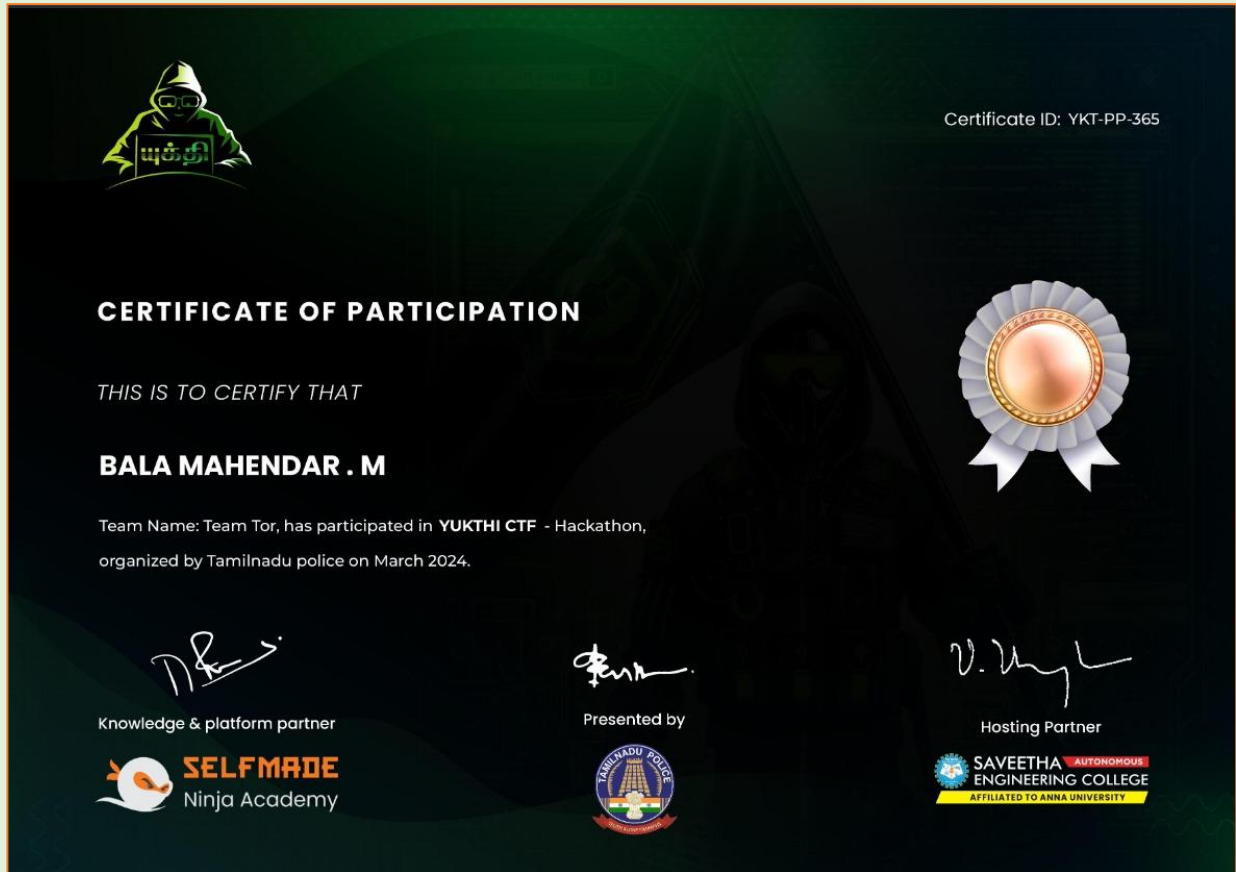 யுக்தி
Certificate ID: YKT-PP-365
CERTIFICATE OF PARTICIPATION
THIS IS TO CERTIFY THAT
BALA MAHENDAR . M
Team Name: Team Tor, has participated in YUKTHI CTF - Hackathon,
organized by Tamilnadu police on March 2024.
Knowledge & platform partner
SELFMADE
Ninja Academy
Presented by
TAMILNADU POLICE
Hosting Partner
SAVEETHA AUTONOMOUS
ENGINEERING COLLEGE
AFFILIATED TO ANNA UNIVERSITY